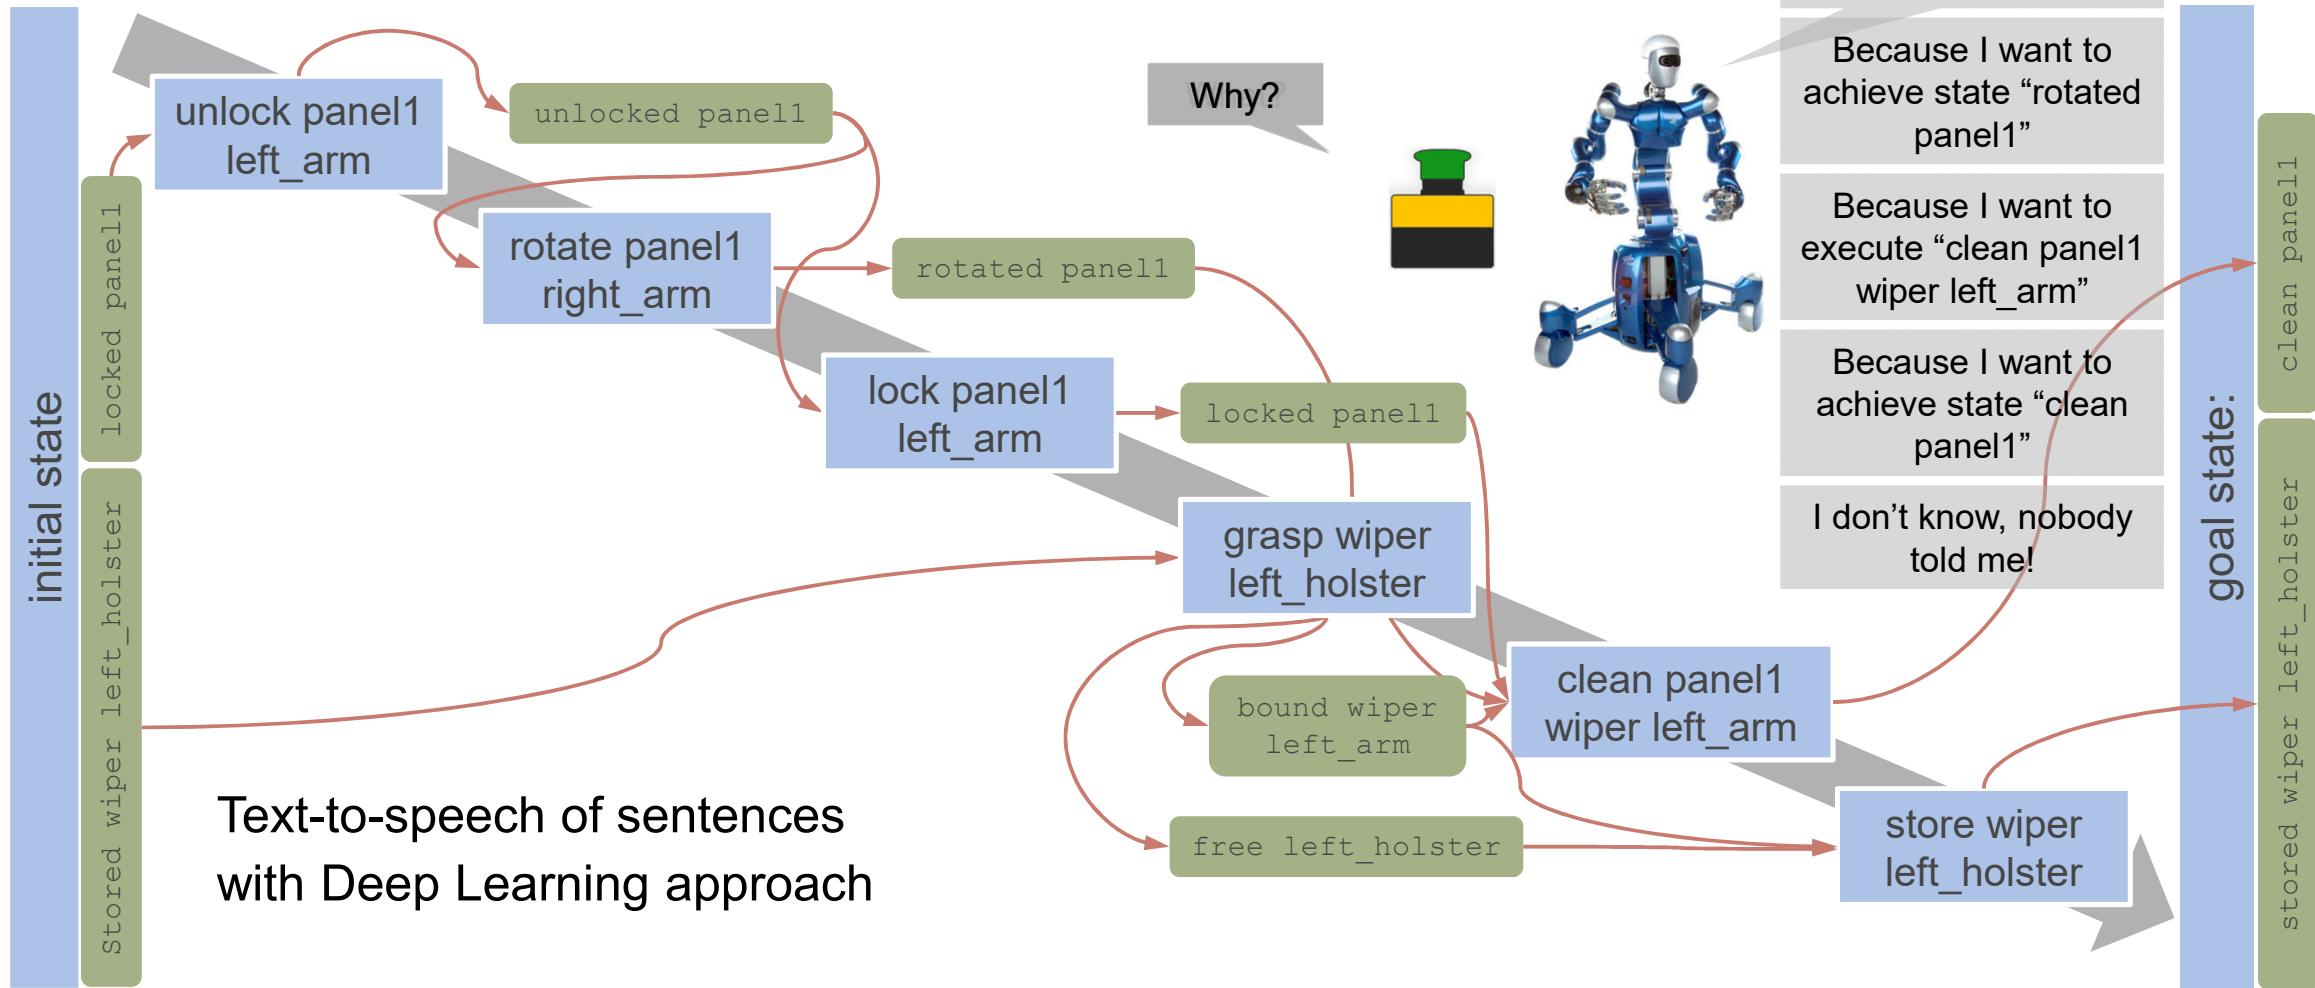 initial state
locked panel1
Stored wiper left_holster
unlock panel1
left_arm
unlocked panel1
rotate panel1
right_arm
rotated panel1
lock panel1
left_arm
locked panel1
grasp wiper
left_holster
bound wiper
left_arm
free left_holster
clean panel1
wiper left_arm
store wiper
left_holster
Why?
Because I want to
achieve state “rotated
panel1”
Because I want to
execute “clean panel1
wiper left_arm”
Because I want to
achieve state “clean
panel1”
I don’t know, nobody
told me!
goal state:
clean panel1
stored wiper left_holster
Text-to-speech of sentences
with Deep Learning approach